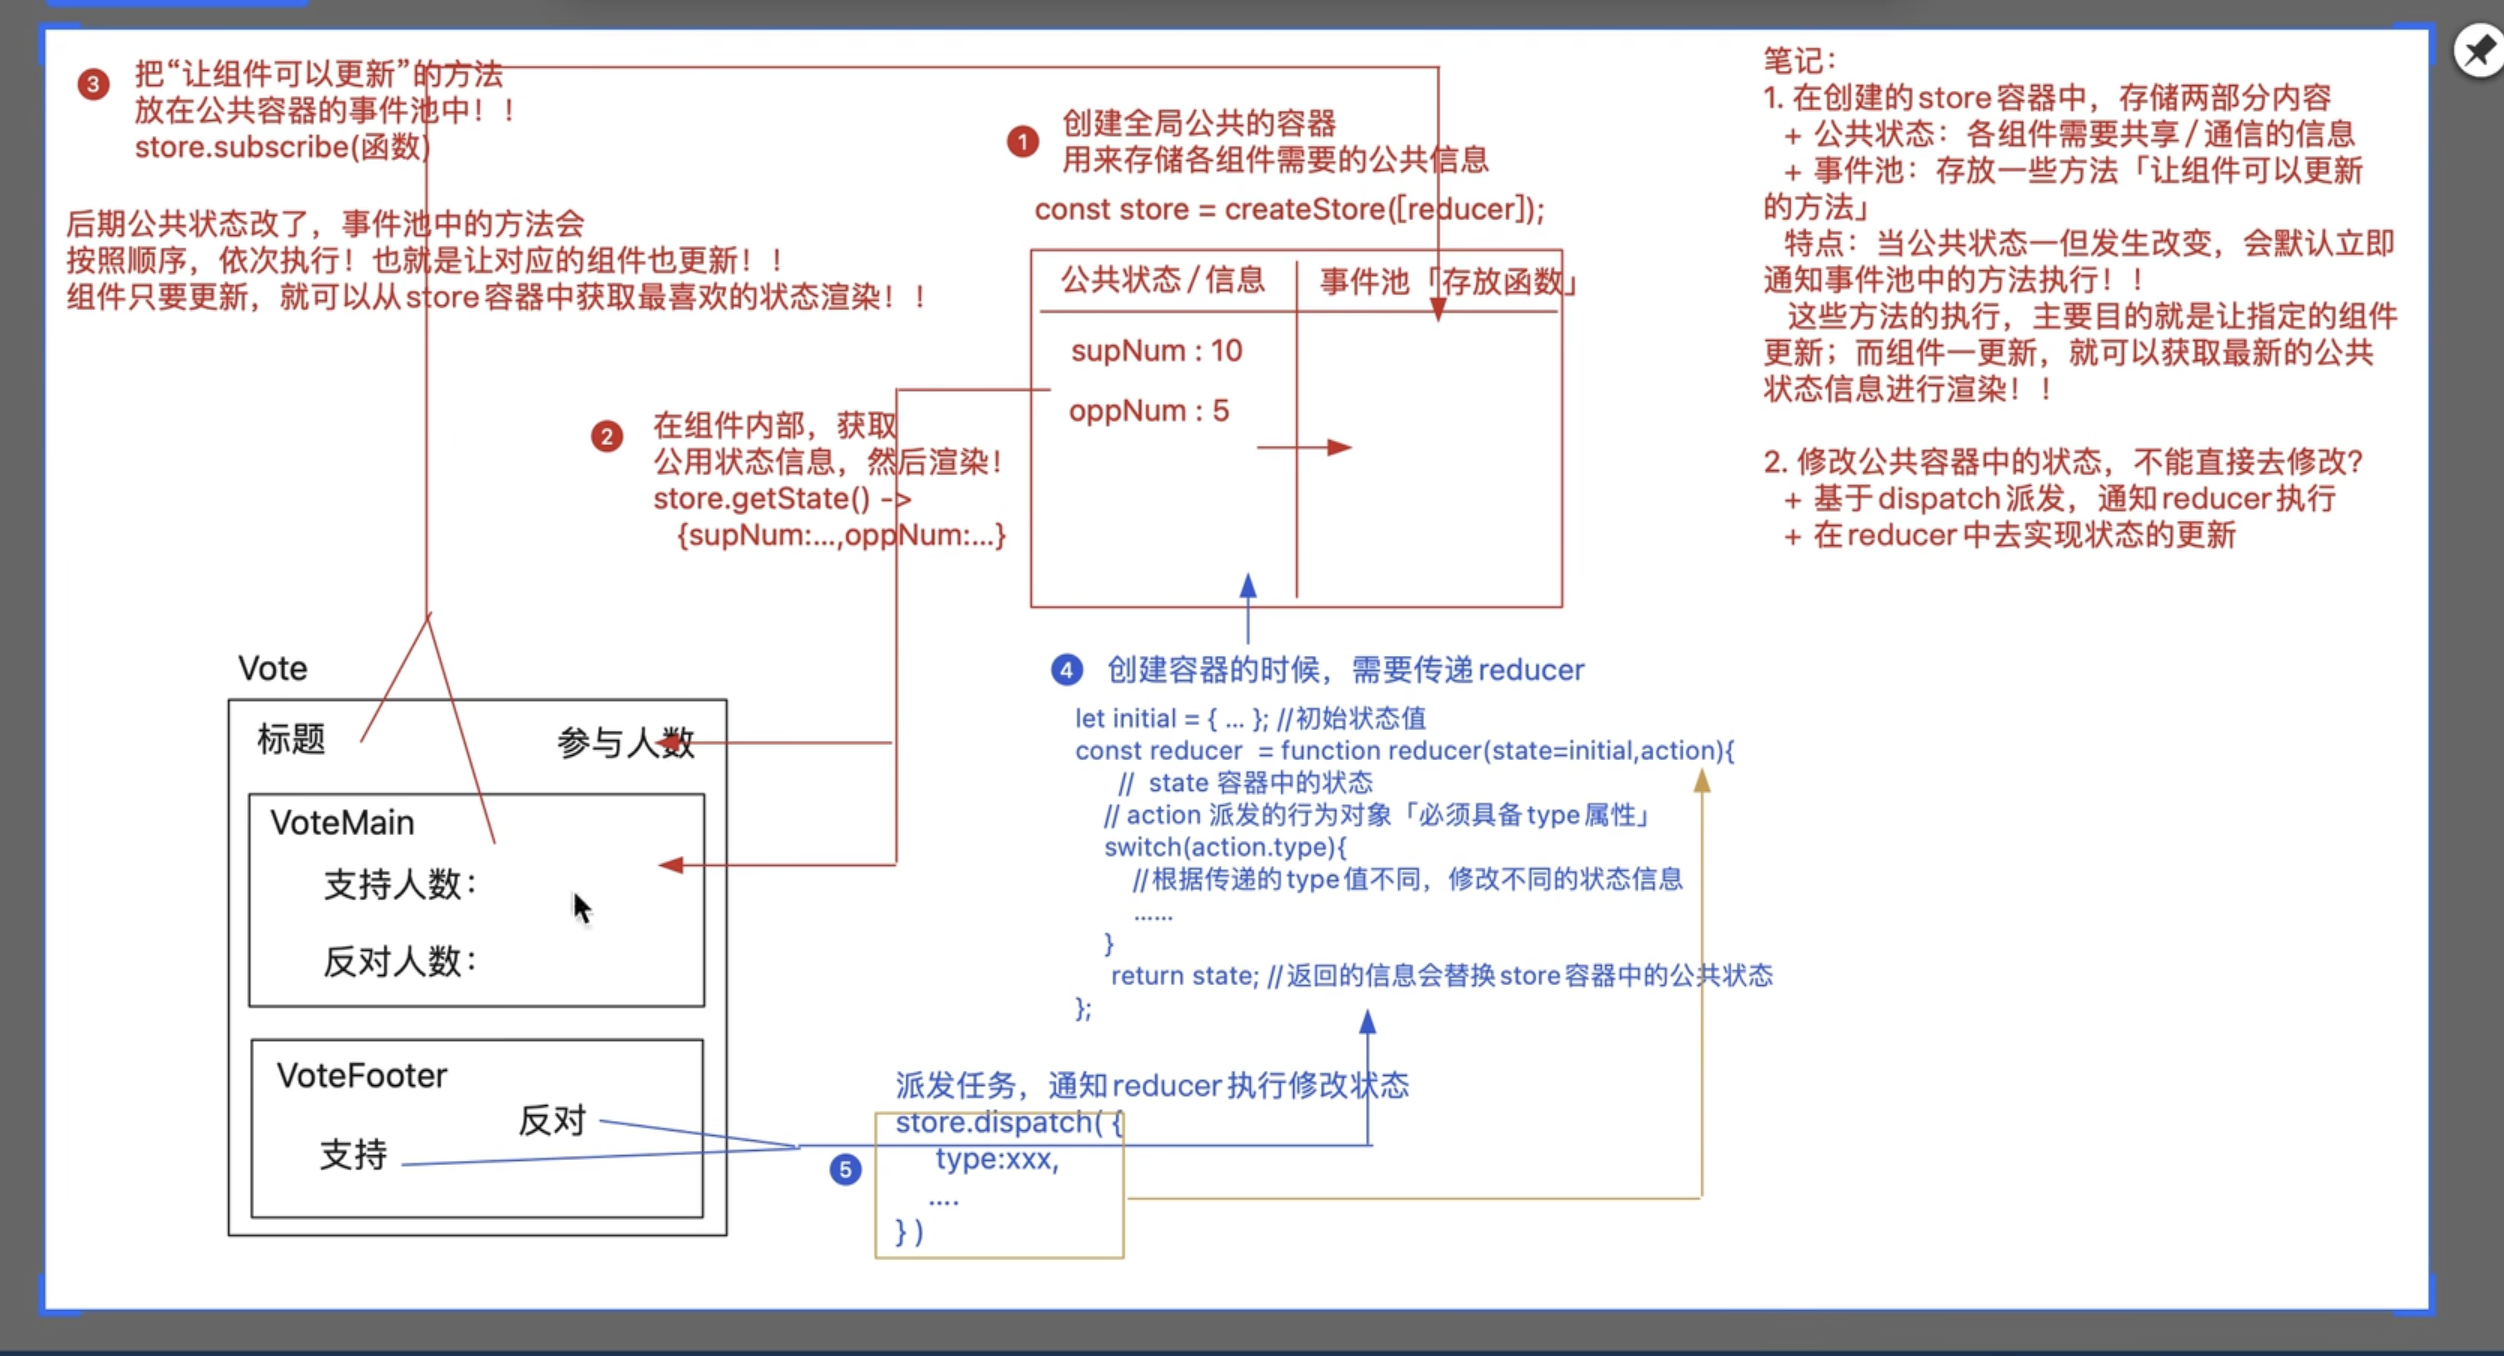 3 把“让组件可以更新”的方法
放在公共容器的事件池中！！
store.subscribe(函数)
后期公共状态改了，事件池中的方法会
按照顺序，依次执行！也就是让对应的组件也更新！！
组件只要更新，就可以从store容器中获取最喜欢的状态渲染！！
1 创建全局公共的容器
用来存储各组件需要的公共信息
const store = createStore([reducer]);
公共状态/信息 事件池「存放函数」
supNum : 10
oppNum : 5
2 在组件内部，获取
公用状态信息，然后渲染！
store.getState() ->
{supNum:...,oppNum:...}
笔记：
1. 在创建的store容器中，存储两部分内容
+ 公共状态：各组件需要共享/通信的信息
+ 事件池：存放一些方法「让组件可以更新
的方法」
特点：当公共状态一但发生改变，会默认立即
通知事件池中的方法执行！！
这些方法的执行，主要目的就是让指定的组件
更新；而组件一更新，就可以获取最新的公共
状态信息进行渲染！！
2. 修改公共容器中的状态，不能直接去修改？
+ 基于dispatch派发，通知reducer执行
+ 在reducer中去实现状态的更新
Vote
标题 参与人数
VoteMain
支持人数：
反对人数：
VoteFooter
反对
支持
4 创建容器的时候，需要传递reducer
let initial = { ... }; //初始状态值
const reducer = function reducer(state=initial,action){
// state 容器中的状态
// action 派发的行为对象「必须具备type属性」
switch(action.type){
//根据传递的type值不同，修改不同的状态信息
......
}
return state; //返回的信息会替换store容器中的公共状态
};
派发任务，通知reducer执行修改状态
5 store.dispatch( {
type:xxx,
....
} )